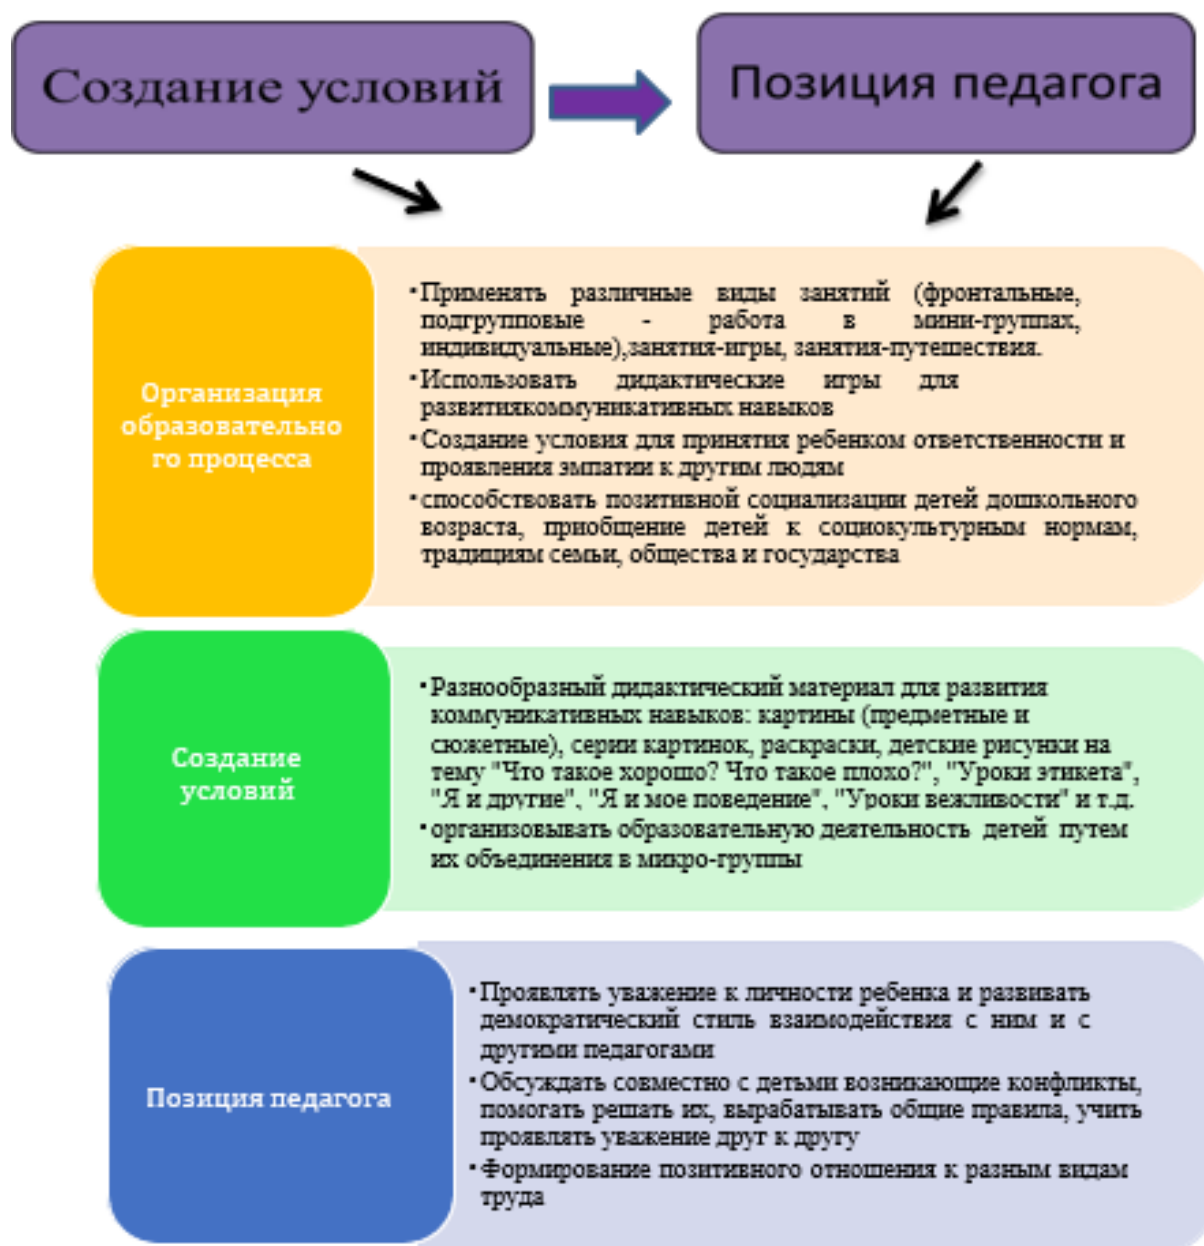 Создание условий
Позиция педагога
Организация
образовательно
го процесса
•Применять различные виды занятий (фронтальные,
подгрупповые - работа в мини-группах,
индивидуальные),занятия-игры, занятия-путешествия.
•Использовать дидактические игры для
развитиякоммуникативных навыков
•Создание условия для принятия ребенком ответственности и
проявления эмпатии к другим людям
•способствовать позитивной социализации детей дошкольного
возраста, приобщение детей к социокультурным нормам,
традициям семьи, общества и государства
Создание
условий
•Разнообразный дидактический материал для развития
коммуникативных навыков: картины (предметные и
сюжетные), серии картинок, раскраски, детские рисунки на
тему "Что такое хорошо? Что такое плохо?", "Уроки этикета",
"Я и другие", "Я и мое поведение", "Уроки вежливости" и т.д.
•организовывать образовательную деятельность детей путем
их объединения в микро-группы
Позиция педагога
•Проявлять уважение к личности ребенка и развивать
демократический стиль взаимодействия с ним и с
другими педагогами
•Обсуждать совместно с детьми возникающие конфликты,
помогать решать их, вырабатывать общие правила, учить
проявлять уважение друг к другу
•Формирование позитивного отношения к разным видам
труда